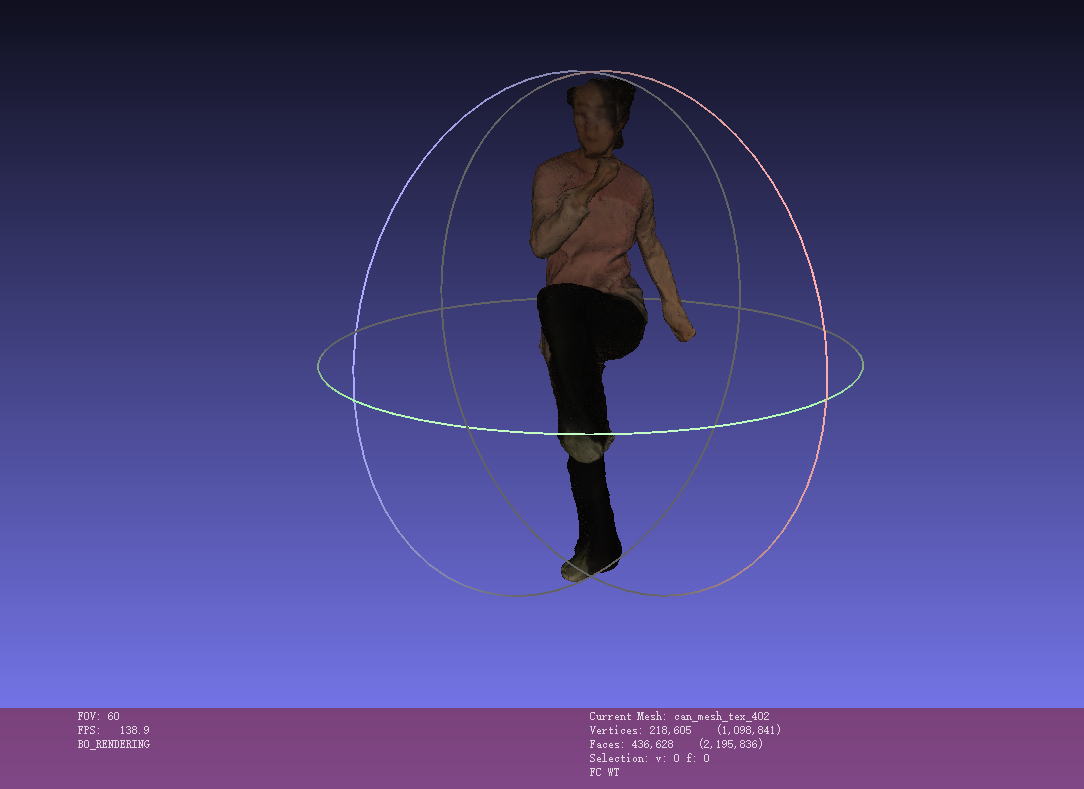 FOV: 60
FPS: 138.9
BO_RENDERING
Current Mesh: can_mesh_tex_402
Vertices: 218,605 (1,098,841)
Faces: 436,628 (2,195,836)
Selection: v: 0 f: 0
FC WT